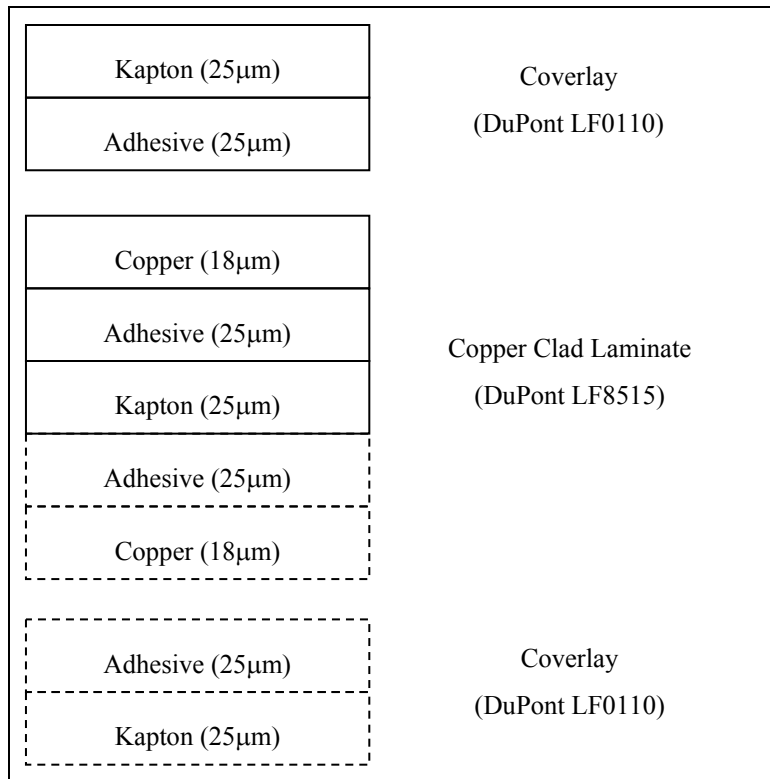 Kapton (25μm)
Adhesive (25μm)
Coverlay
(DuPont LF0110)
Copper (18μm)
Adhesive (25μm)
Kapton (25μm)
Adhesive (25μm)
Copper (18μm)
Copper Clad Laminate
(DuPont LF8515)
Adhesive (25μm)
Kapton (25μm)
Coverlay
(DuPont LF0110)